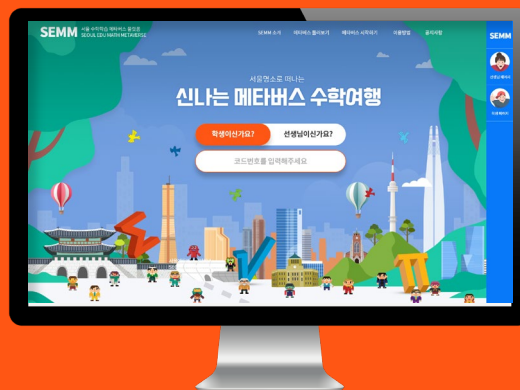 SEMM 서울 수학학습 메타버스 플랫폼
SEOUL EDU MATH METAVERSE
SEMM 소개 메타버스 둘러보기 메타버스 시작하기 이용방법 공지사항
SEMM
서울명소로 떠나는
신나는 메타버스 수학여행
학생이신가요? 선생님이신가요?
코드번호를 입력해주세요